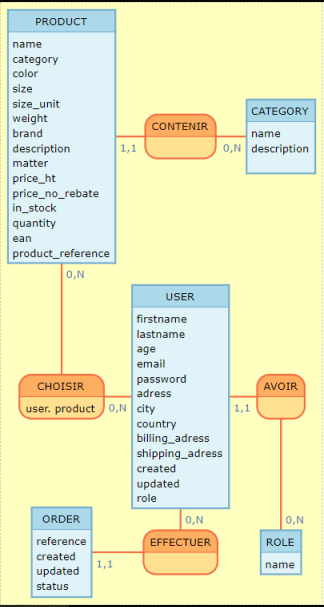 PRODUCT
name
category
color
size
size_unit
weight
brand
description
matter
price_ht
price_no_rebate
in_stock
quantity
ean
product_reference
1,1
CONTENIR
0,N
CATEGORY
name
description
0,N
CHOISIR
user. product
0,N
USER
firstname
lastname
age
email
password
adress
city
country
billing_adress
shipping_adress
created
updated
role
1,1
AVOIR
0,N
ROLE
name
0,N
EFFECTUER
1,1
ORDER
reference
created
updated
status